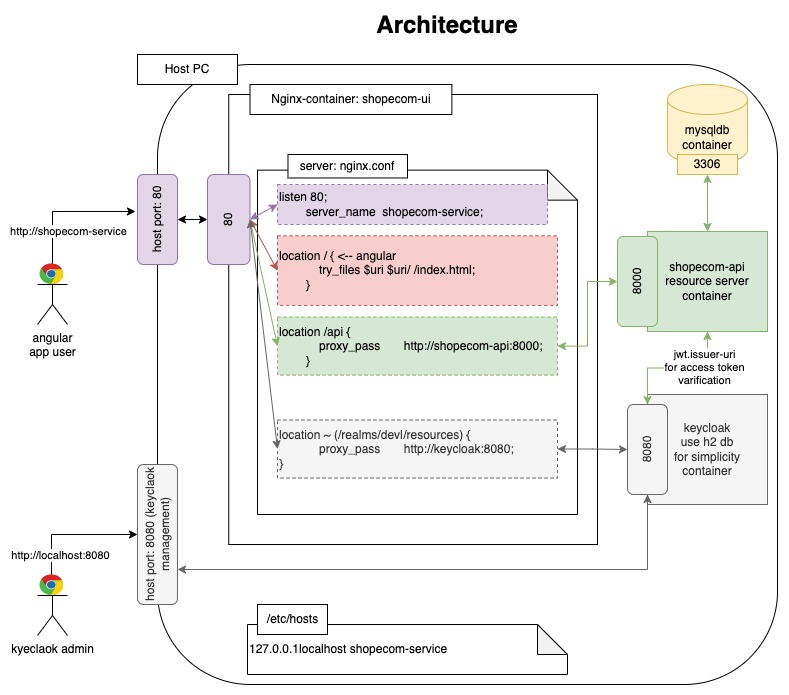 Architecture
Host PC
Nginx-container: shopecom-ui
mysqldb
container
3306
server: nginx.conf
host port: 80
80
listen 80;
server_name shopecom-service;
http://shopecom-service
location / { <-- angular
try_files $uri $uri/ /index.html;
}
8000
shopecom-api
resource server
container
angular
app user
location /api {
proxy_pass http://shopecom-api:8000;
}
jwt.issuer-uri
for access token
varification
location ~ (/realms/devl/resources) {
proxy_pass http://keycloak:8080;
}
8080
keycloak
use h2 db
for simplicity
container
host port: 8080 (keyclaok
management)
http://localhost:8080
kyeclaok admin
/etc/hosts
127.0.0.1localhost shopecom-service